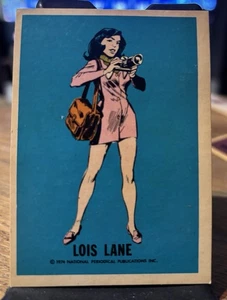 LOIS LANE
© 1974 NATIONAL PERIODICAL PUBLICATIONS INC.